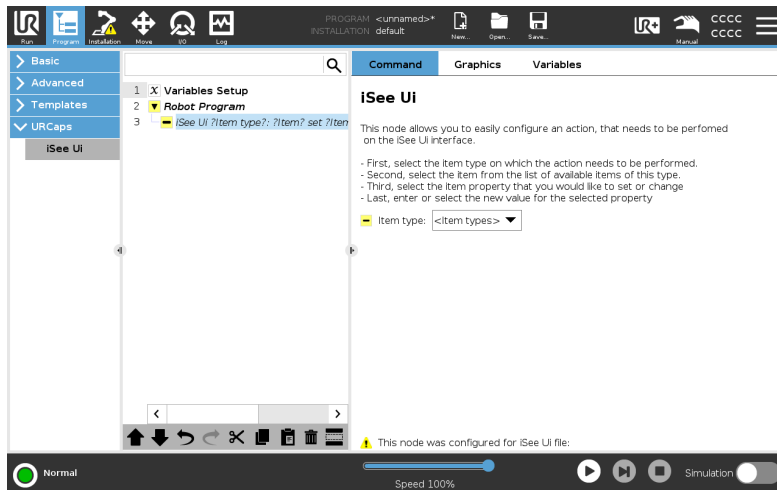 UR
UR+
PROGRAM <unnamed>*
INSTALLATION default
CCCC
CCCC
Run Program Installation Move I/O Log New... Open... Save... Manual
Basic
Advanced
Templates
URCaps
iSee Ui
1 X Variables Setup
2 Robot Program
3 iSee Ui ?Item type?: ?Item? set ?Item
Command Graphics Variables
iSee Ui
This node allows you to easily configure an action, that needs to be perfomed
on the iSee Ui interface.
- First, select the item type on which the action needs to be performed.
- Second, select the item from the list of available items of this type.
- Third, select the item property that you would like to set or change
- Last, enter or select the new value for the selected property
Item type: <item types>
This node was configured for iSee Ui file:
Normal
Speed 100%
Simulation